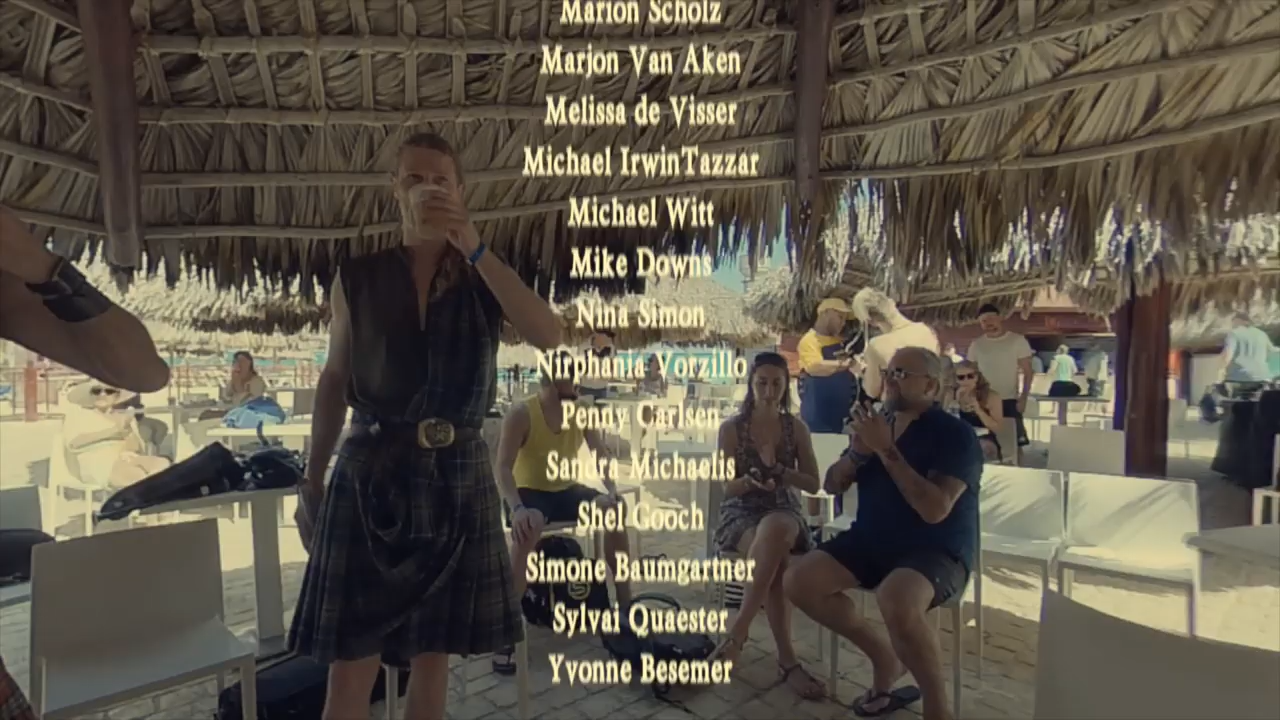 Marion Scholz
Marjon Van Aken
Melissa de Visser
Michael IrwinTazzar
Michael Witt
Mike Downs
Nina Simon
Nirphania Vorzillo
Penny Carlsen
Sandra Michaelis
Shel Gooch
Simone Baumgartner
Sylvai Quaester
Yvonne Besemer